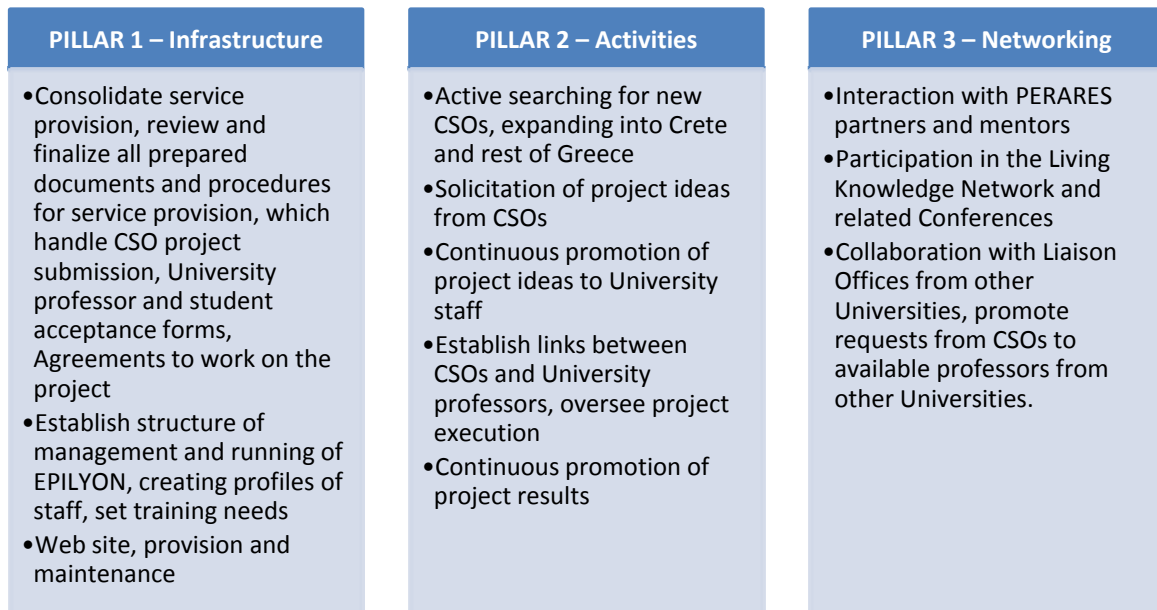 PILLAR 1 – Infrastructure
•Consolidate service
provision, review and
finalize all prepared
documents and procedures
for service provision, which
handle CSO project
submission, University
professor and student
acceptance forms,
Agreements to work on the
project
•Establish structure of
management and running of
EPILYON, creating profiles of
staff, set training needs
•Web site, provision and
maintenance
PILLAR 2 – Activities
•Active searching for new
CSOs, expanding into Crete
and rest of Greece
•Solicitation of project ideas
from CSOs
•Continuous promotion of
project ideas to University
staff
•Establish links between
CSOs and University
professors, oversee project
execution
•Continuous promotion of
project results
PILLAR 3 – Networking
•Interaction with PERARES
partners and mentors
•Participation in the Living
Knowledge Network and
related Conferences
•Collaboration with Liaison
Offices from other
Universities, promote
requests from CSOs to
available professors from
other Universities.